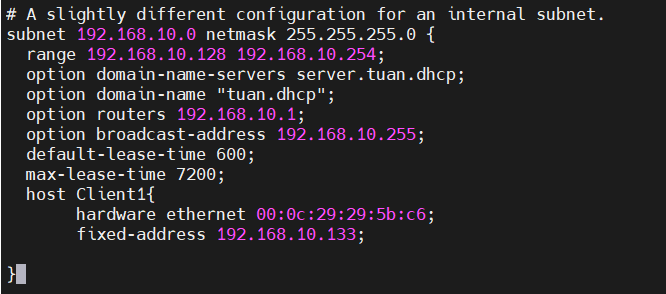 # A slightly different configuration for an internal subnet.
subnet 192.168.10.0 netmask 255.255.255.0 {
  range 192.168.10.128 192.168.10.254;
  option domain-name-servers server.tuan.dhcp;
  option domain-name "tuan.dhcp";
  option routers 192.168.10.1;
  option broadcast-address 192.168.10.255;
  default-lease-time 600;
  max-lease-time 7200;
  host Client1{
       hardware ethernet 00:0c:29:29:5b:c6;
       fixed-address 192.168.10.133;

}